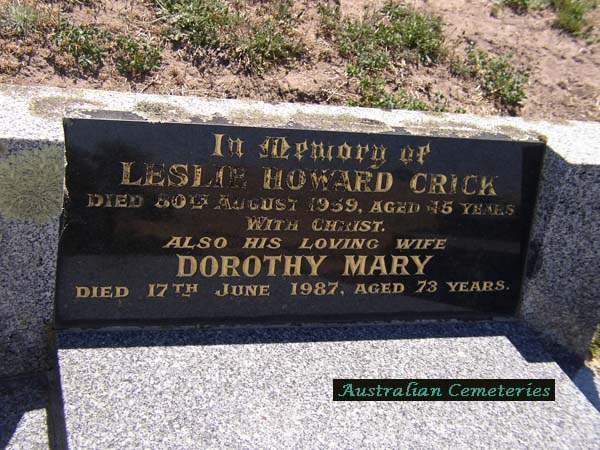 In Memory of
LESLIE HOWARD CRICK
DIED 30TH AUGUST 1959, AGED 45 YEARS
WITH CHRIST.
ALSO HIS LOVING WIFE
DOROTHY MARY
DIED 17TH JUNE 1987, AGED 73 YEARS.
Australian Cemeteries